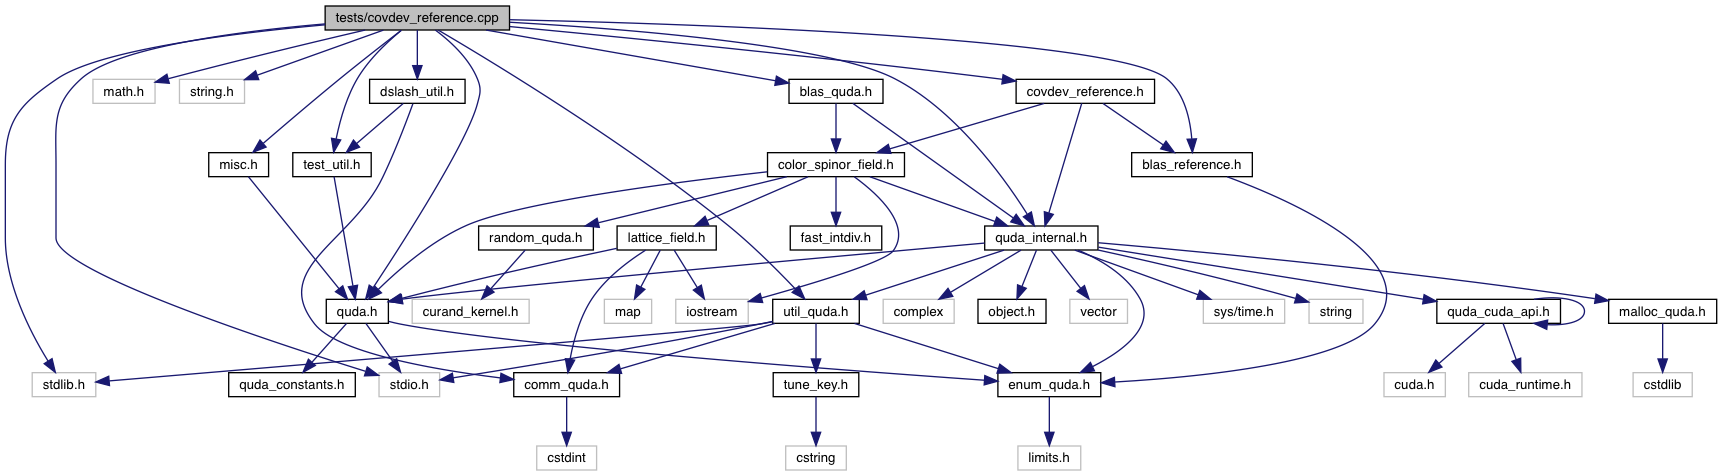 tests/covdev_reference.cpp
math.h
string.h
dslash_util.h
blas_quda.h
covdev_reference.h
misc.h
test_util.h
color_spinor_field.h
blas_reference.h
random_quda.h
lattice_field.h
fast_intdiv.h
quda_internal.h
quda.h
curand_kernel.h
map
iostream
util_quda.h
complex
object.h
vector
sys/time.h
string
quda_cuda_api.h
malloc_quda.h
stdlib.h
quda_constants.h
stdio.h
comm_quda.h
tune_key.h
enum_quda.h
cuda.h
cuda_runtime.h
cstdlib
cstdint
cstring
limits.h